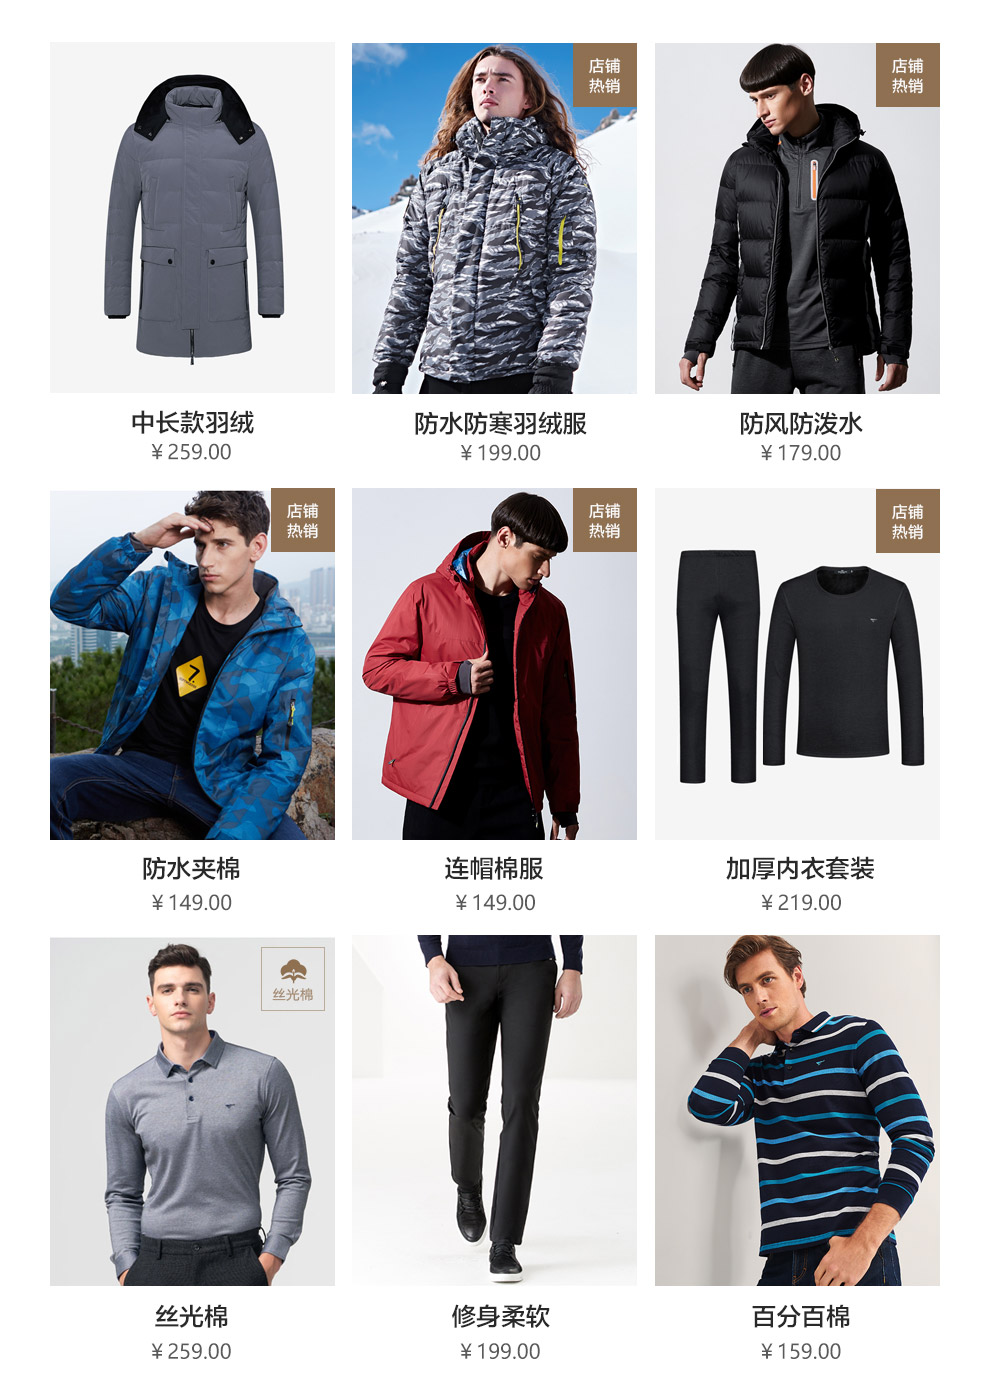 店铺
热销
店铺
热销
中长款羽绒
¥259.00
防水防寒羽绒服
¥199.00
防风防泼水
¥179.00
店铺
热销
店铺
热销
店铺
热销
防水夹棉
¥149.00
连帽棉服
¥149.00
加厚内衣套装
¥219.00
丝光棉
丝光棉
¥259.00
修身柔软
¥199.00
百分百棉
¥159.00